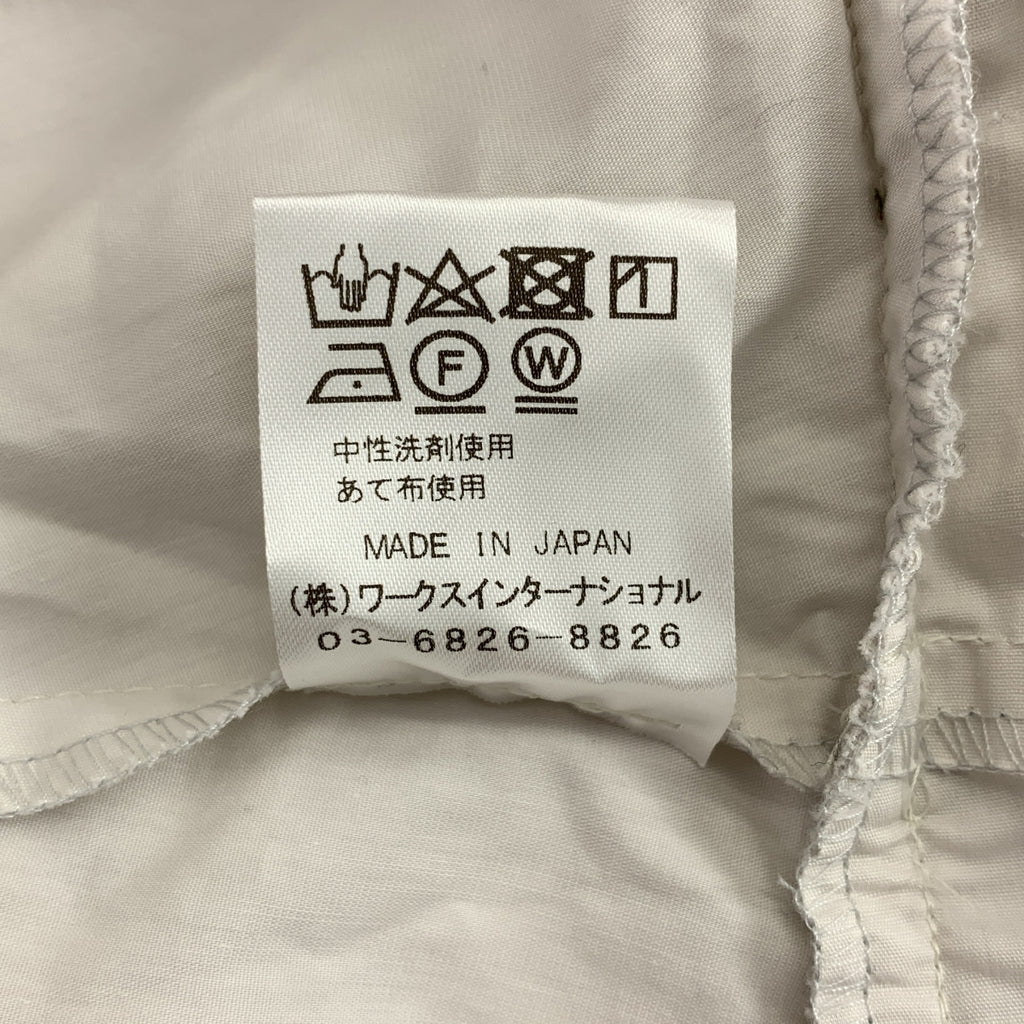 F W
中性洗剤使用
あて布使用
MADE IN JAPAN
(株)ワークスインターナショナル
03-6826-8826